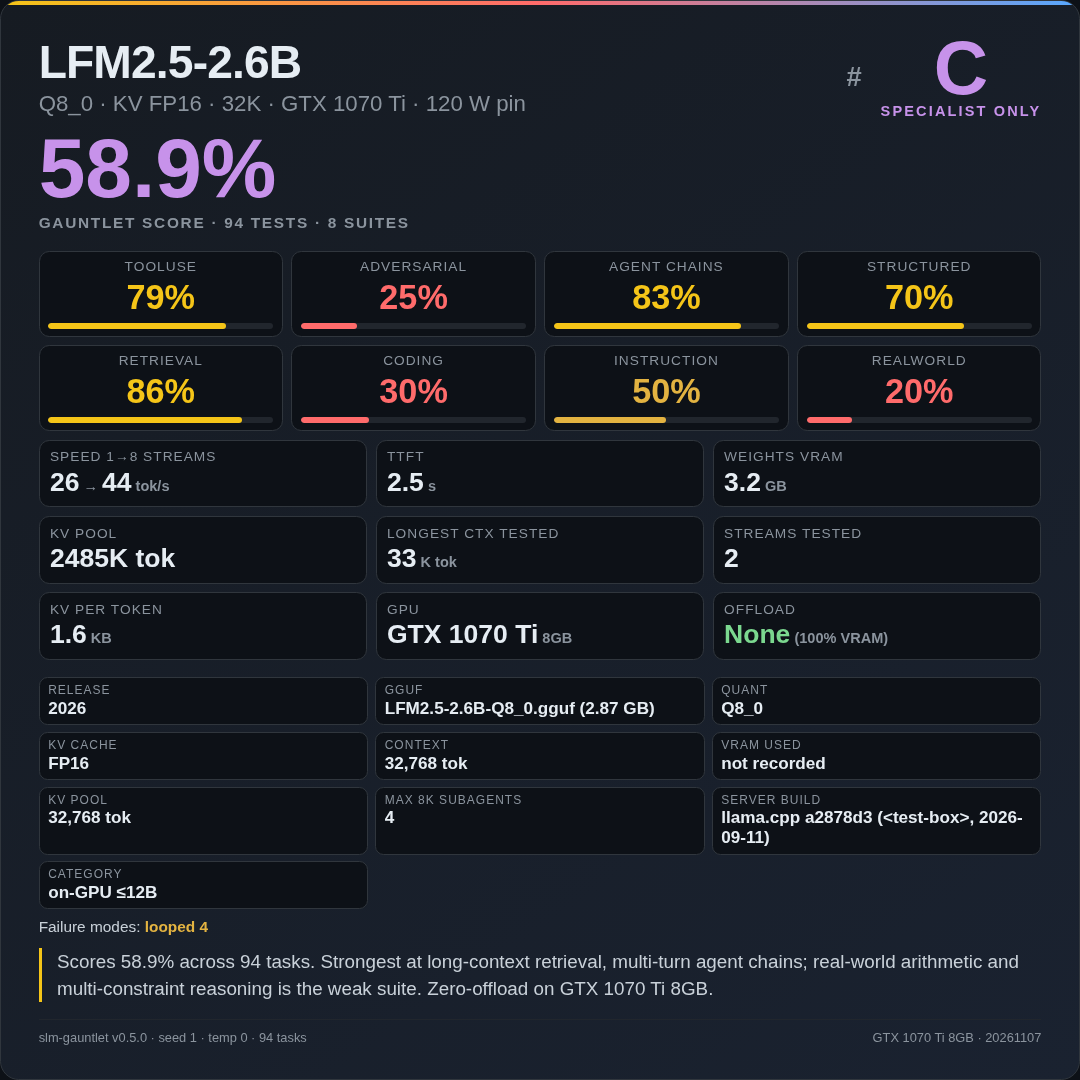 LFM2.5-2.6B
Q8_0 · KV FP16 · 32K · GTX 1070 Ti · 120 W pin
#
C
SPECIALIST ONLY
58.9%
GAUNTLET SCORE · 94 TESTS · 8 SUITES
TOOLUSE
79%
ADVERSARIAL
25%
AGENT CHAINS
83%
STRUCTURED
70%
RETRIEVAL
86%
CODING
30%
INSTRUCTION
50%
REALWORLD
20%
SPEED 1→8 STREAMS
26 → 44 tok/s
TTFT
2.5 s
WEIGHTS VRAM
3.2 GB
KV POOL
2485K tok
LONGEST CTX TESTED
33 K tok
STREAMS TESTED
2
KV PER TOKEN
1.6 KB
GPU
GTX 1070 Ti 8GB
OFFLOAD
None (100% VRAM)
RELEASE
2026
GGUF
LFM2.5-2.6B-Q8_0.gguf (2.87 GB)
QUANT
Q8_0
KV CACHE
FP16
CONTEXT
32,768 tok
VRAM USED
not recorded
KV POOL
32,768 tok
MAX 8K SUBAGENTS
4
SERVER BUILD
llama.cpp a2878d3 (<test-box>, 2026-
09-11)
CATEGORY
on-GPU ≤12B
Failure modes: looped 4
Scores 58.9% across 94 tasks. Strongest at long-context retrieval, multi-turn agent chains; real-world arithmetic and
multi-constraint reasoning is the weak suite. Zero-offload on GTX 1070 Ti 8GB.
slm-gauntlet v0.5.0 · seed 1 · temp 0 · 94 tasks
GTX 1070 Ti 8GB · 20261107